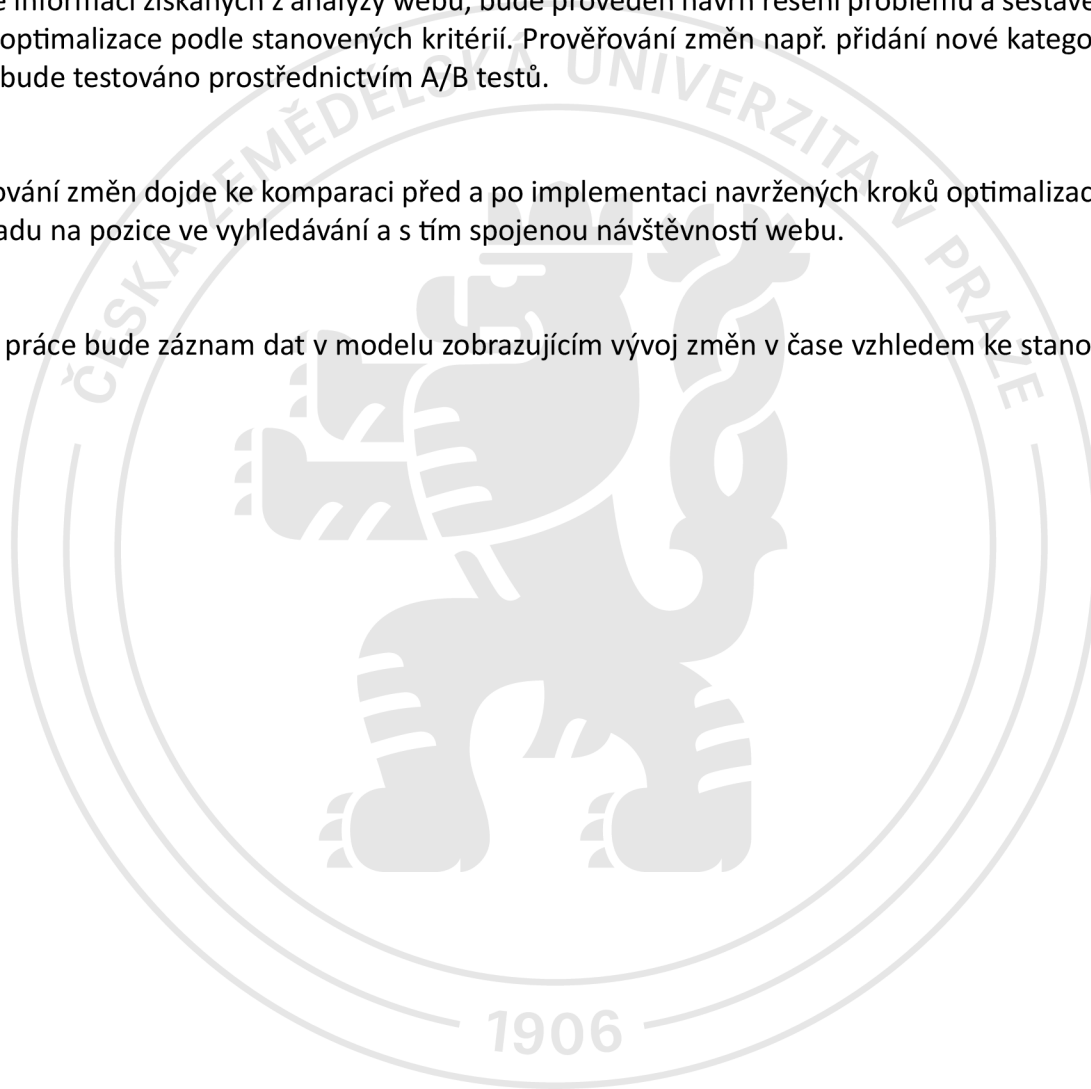 informací získaných z analýzy webu, bude proveden návrh řešení problému a sestave
optimalizace podle stanovených kritérií. Prověřování změn např. přidání nové katego
bude testováno prostřednictvím A/B testů.
ování změn dojde ke komparaci před a po implementaci navržených kroků optimalizac
adu na pozice ve vyhledávání a s tím spojenou návštěvností webu.
práce bude záznam dat v modelu zobrazujícím vývoj změn v čase vzhledem ke stano
ČESKÁ ZEMĚDĚLSKÁ UNIVERZITA V PRAZE
1906